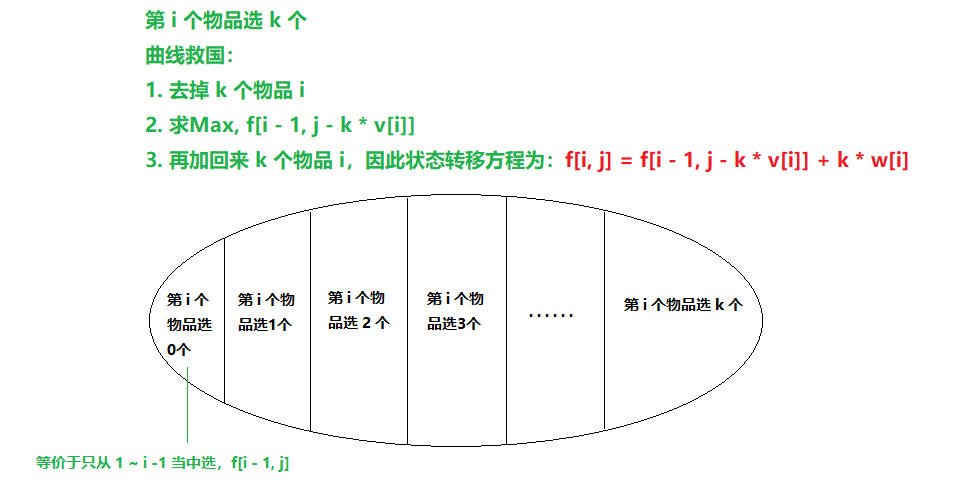 第 i 个物品选 k 个
曲线救国：
1. 去掉 k 个物品 i
2. 求Max, f[i - 1, j - k * v[i]]
3. 再加回来 k 个物品 i，因此状态转移方程为：f[i, j] = f[i - 1, j - k * v[i]] + k * w[i]
第 i 个
物品选
0个
第 i 个物
品选1个
第 i 个物
品选 2 个
第 i 个物
品选3个
······
第 i 个物品选 k 个
等价于只从 1 ~ i -1 当中选，f[i - 1, j]